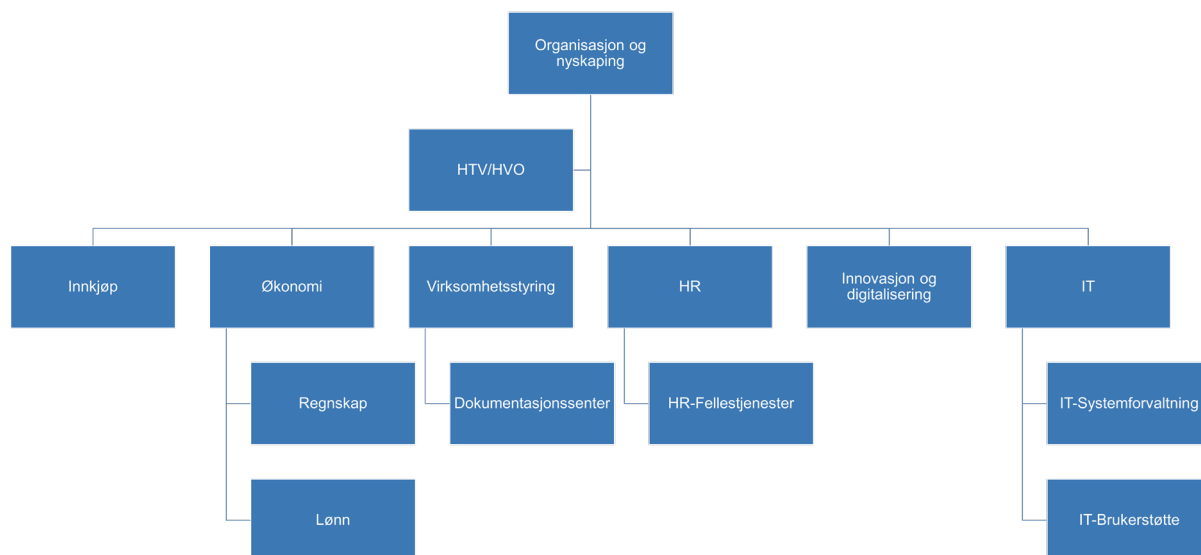 Organisasjon og
nyskaping
HTV/HVO
Innkjøp
Økonomi
Virksomhetsstyring
HR
Innovasjon og
digitalisering
IT
Regnskap
Dokumentasjonssenter
HR-Fellestjenester
IT-Systemforvaltning
Lønn
IT-Brukerstøtte